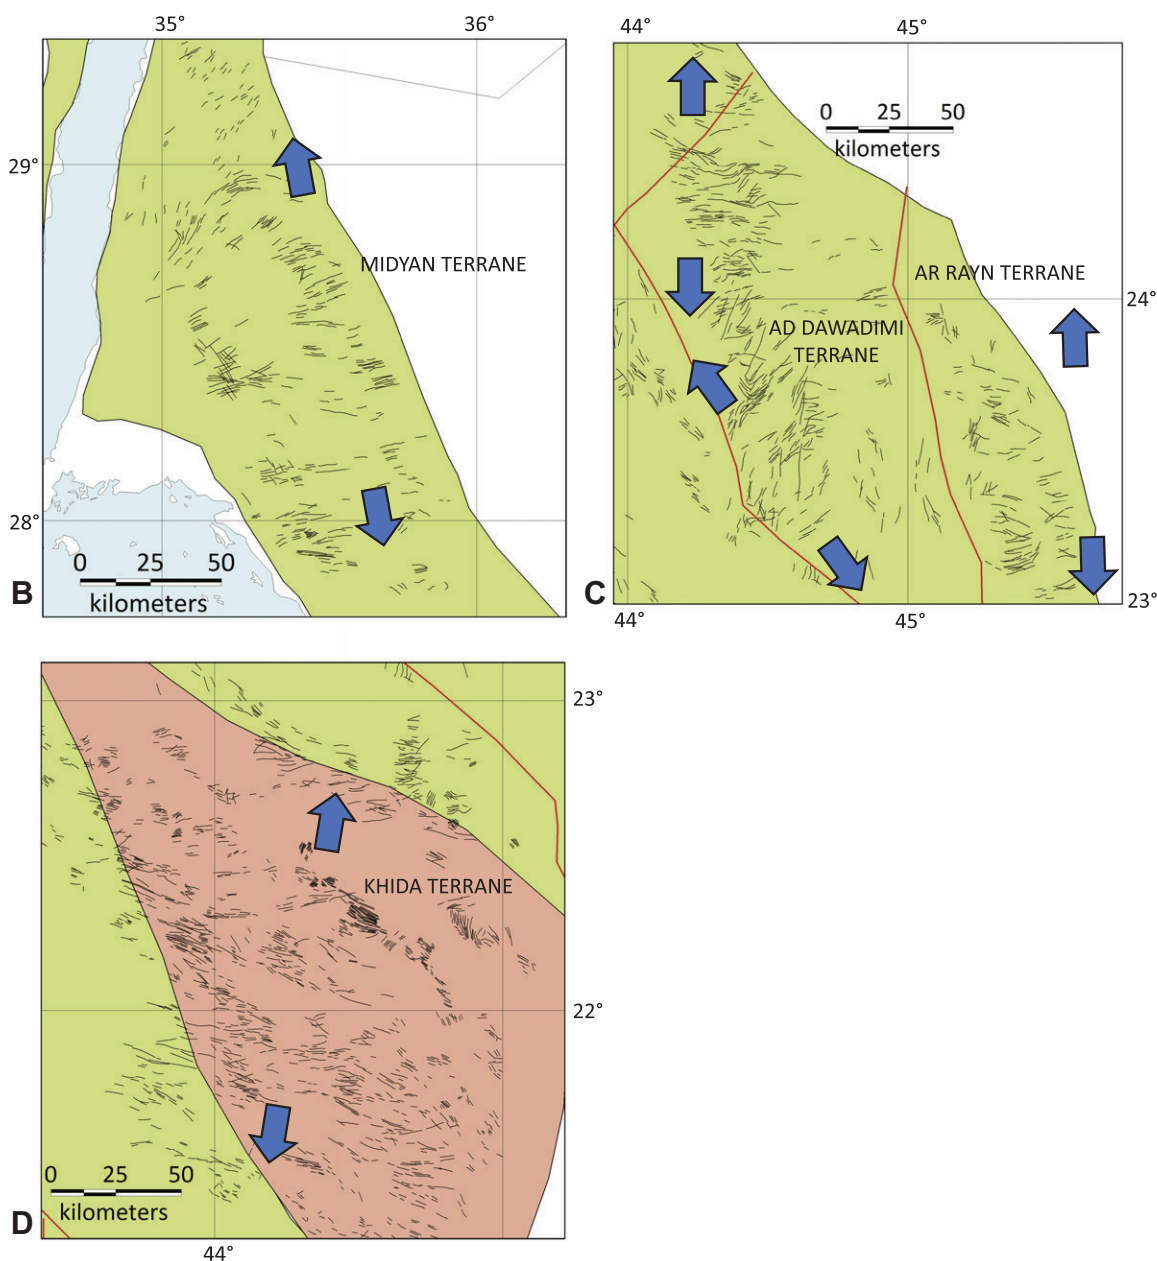 35° 36°
29°
MIDYAN TERRANE
28°
0 25 50
kilometers
B
44° 45°
0 25 50
kilometers
AR RAYN TERRANE
24°
AD DAWADIMI
TERRANE
C
23°
44° 45°
23°
KHIDA TERRANE
22°
0 25 50
kilometers
D
44°